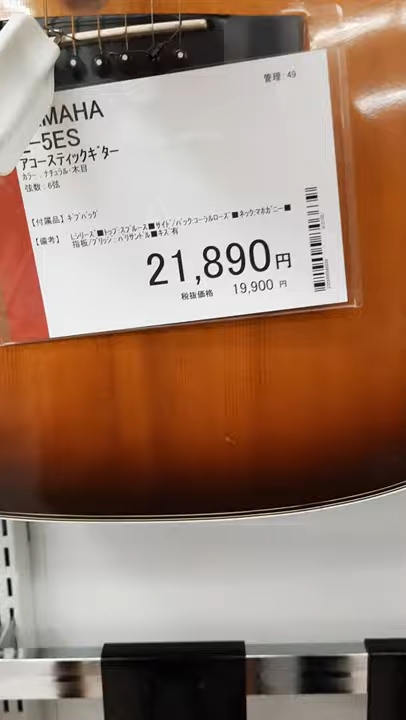 管理:49
MAHA
-5ES
アコースティックギター
カラー:ナチュラル・木目
弦数:6弦
【付属品】ギグバッグ
【備考】 Lシリーズ■トップ:スプルース■サイド/バック:コーラルローズ■ネック:マホガニー■
指板/ブリッジ:パリサンドル■キズ有
21,890円
税抜価格 19,900 円